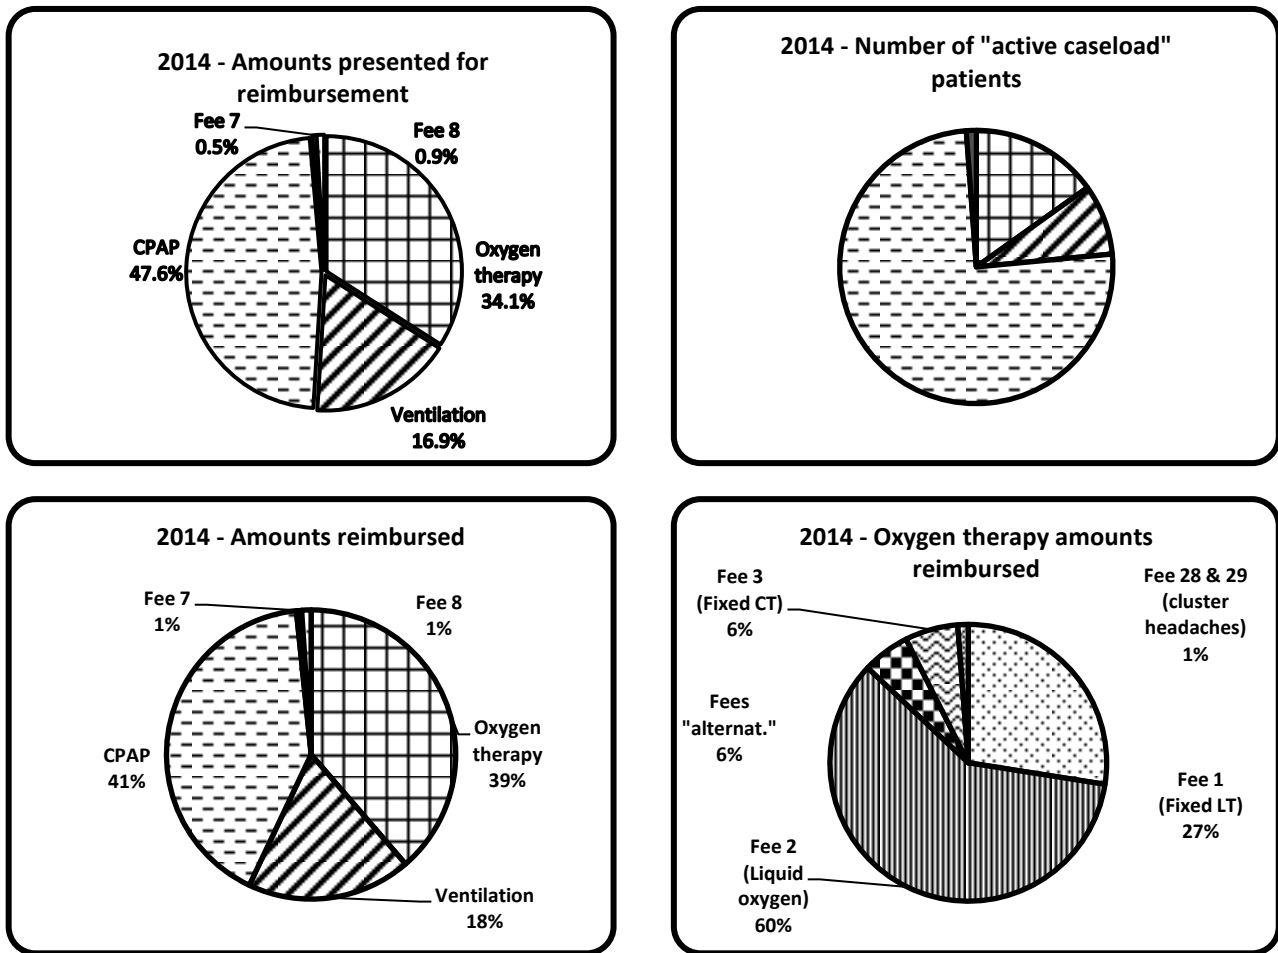 2014 - Amounts presented for
reimbursement
Fee 7
0.5%
Fee 8
0.9%
CPAP
47.6%
Oxygen
therapy
34.1%
Ventilation
16.9%
2014 - Number of "active caseload"
patients
2014 - Amounts reimbursed
Fee 7
1%
Fee 8
1%
CPAP
41%
Oxygen
therapy
39%
Ventilation
18%
2014 - Oxygen therapy amounts
reimbursed
Fee 3
(Fixed CT)
6%
Fee 28 & 29
(cluster
headaches)
1%
Fees
"alternat."
6%
Fee 1
(Fixed LT)
27%
Fee 2
(Liquid
oxygen)
60%